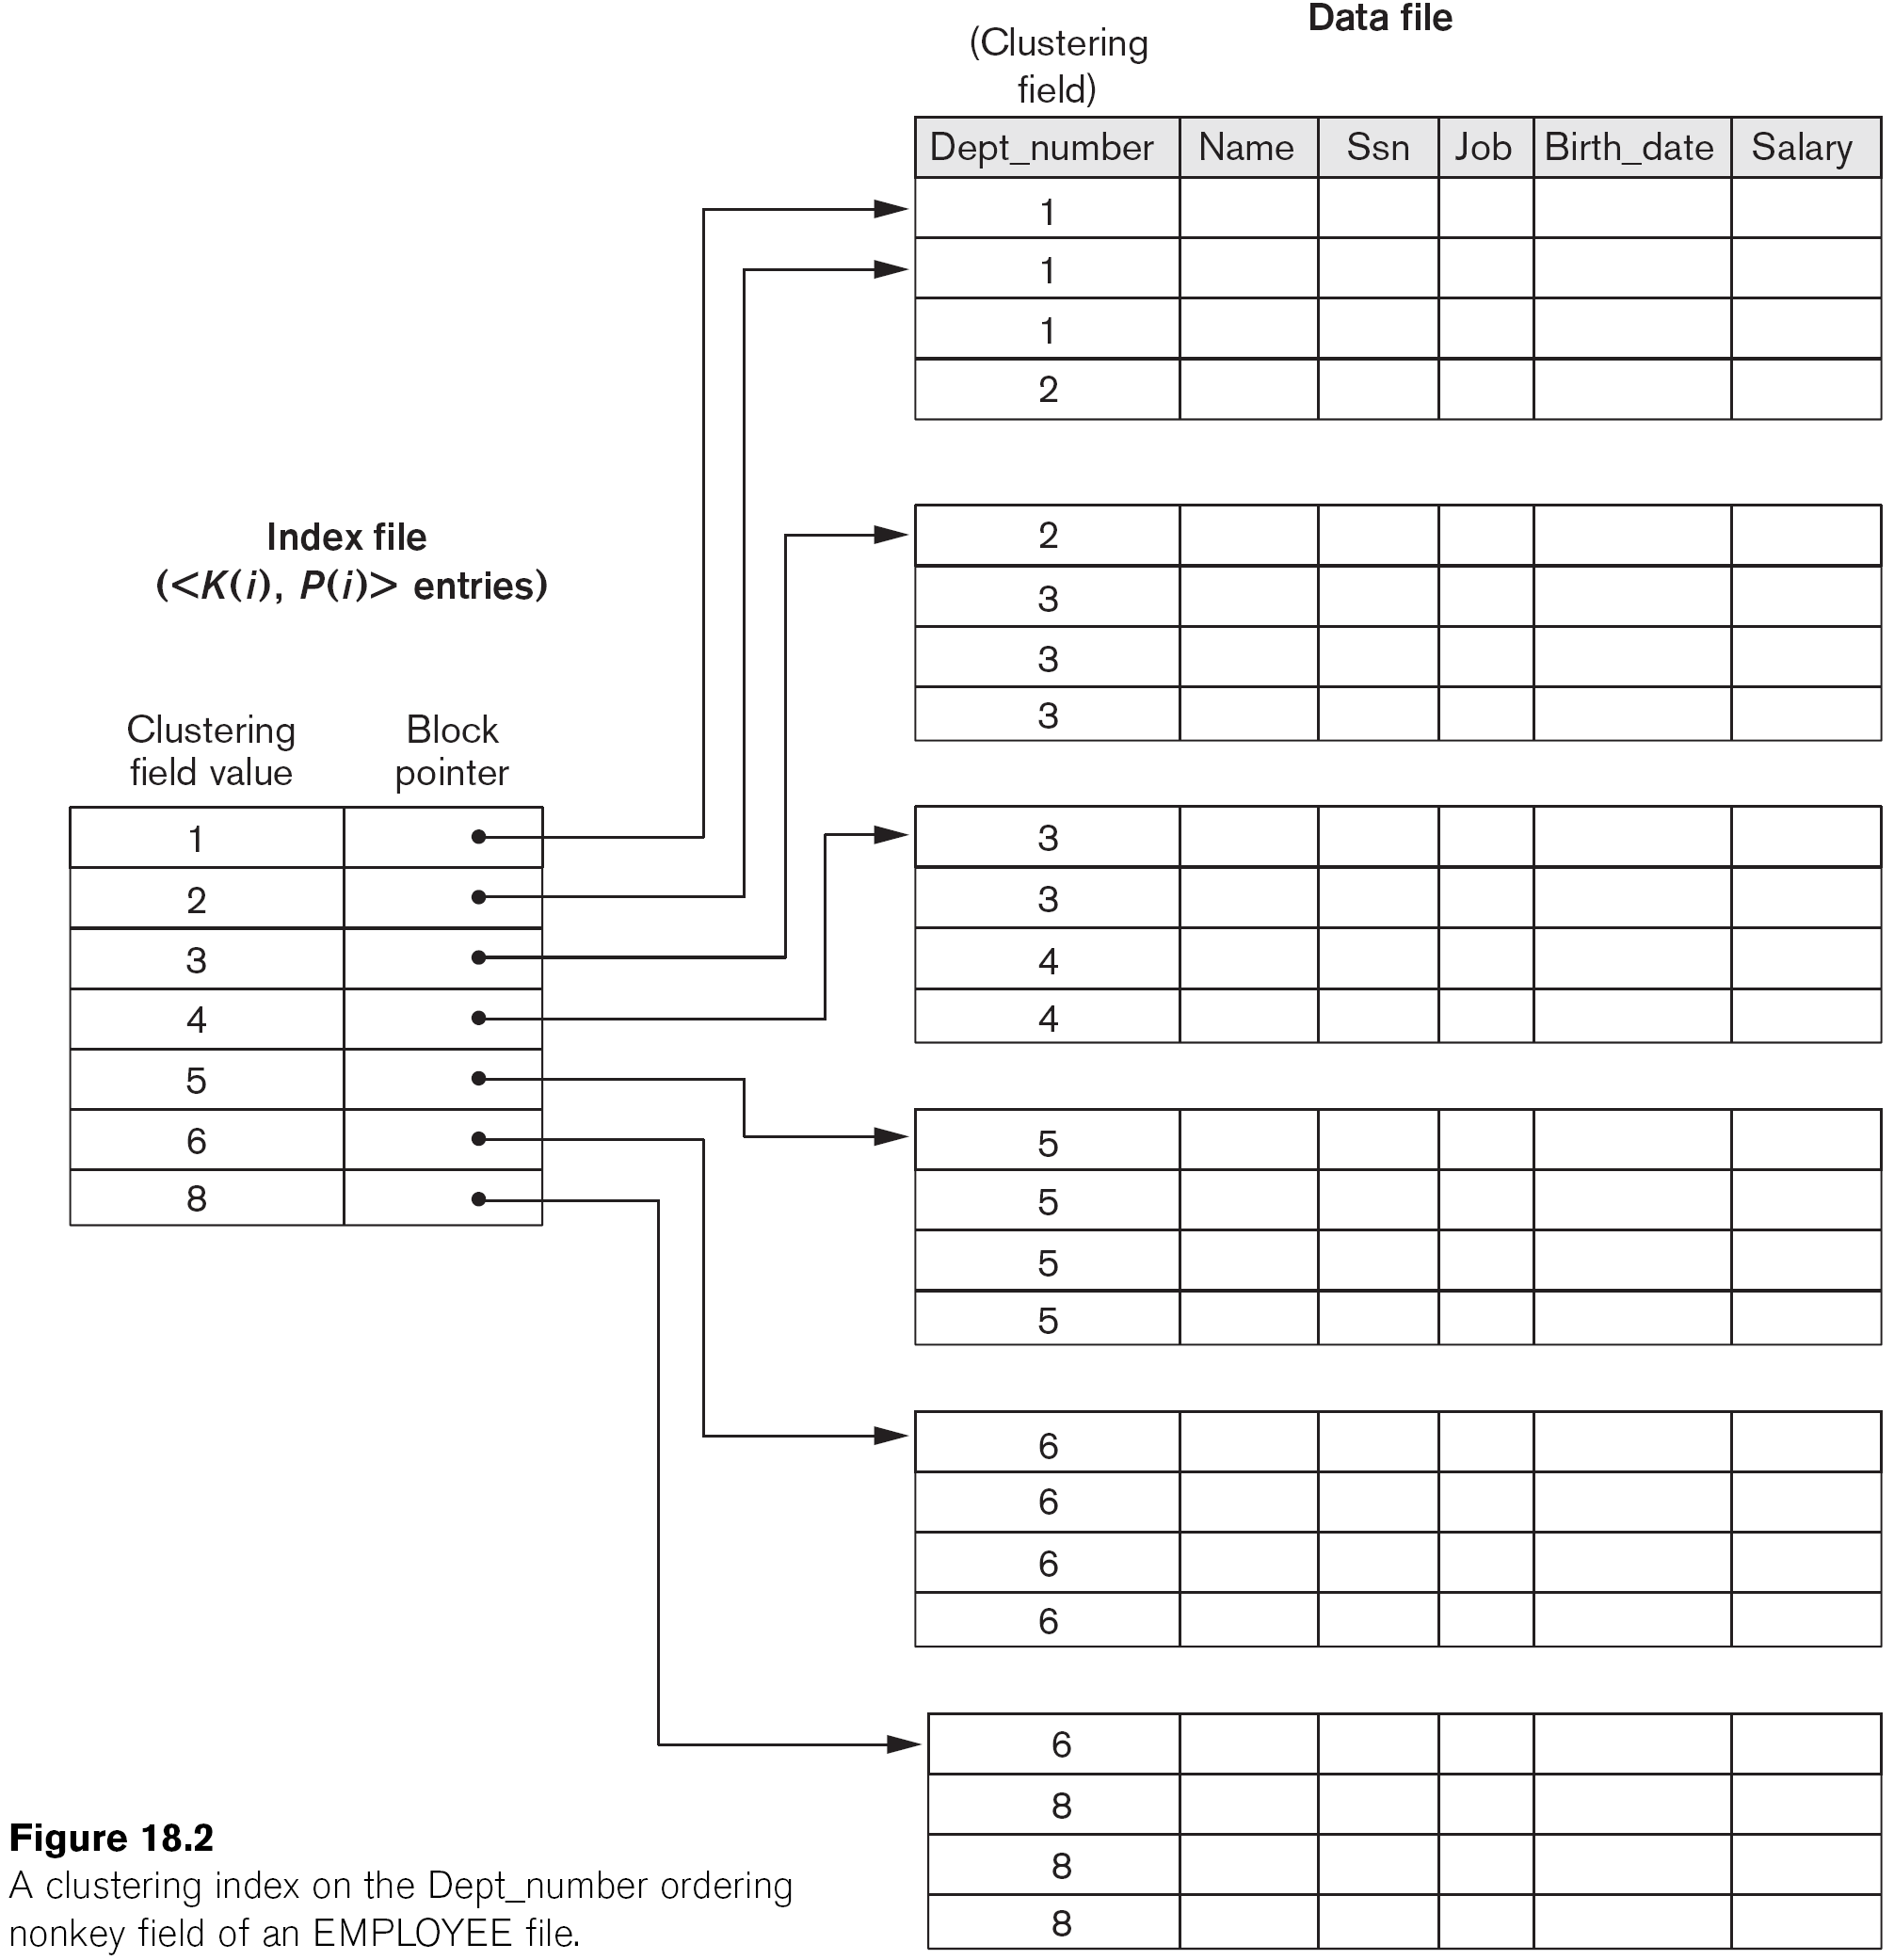 Data file
(Clustering
field)
Dept_number Name Ssn Job Birth_date Salary
1
1
1
2
2
3
3
3
3
3
4
4
5
5
5
5
6
6
6
6
6
8
8
8
Index file
(<K(i), P(i)> entries)
Clustering
field value
Block
pointer
1
2
3
4
5
6
8
Figure 18.2
A clustering index on the Dept_number ordering
nonkey field of an EMPLOYEE file.